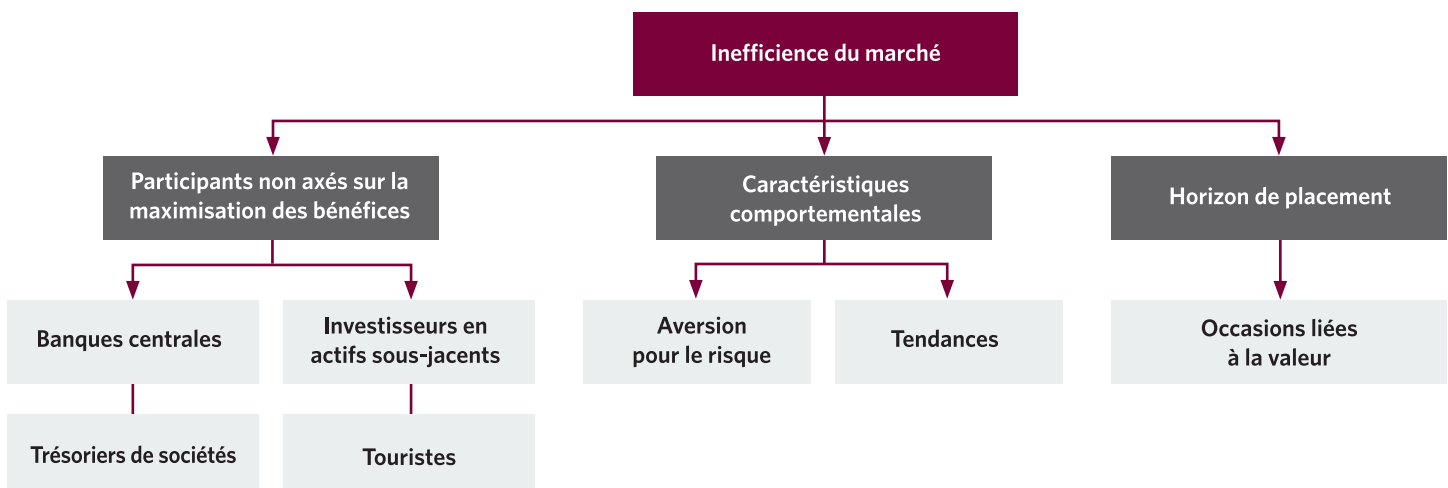 Inefficience du marché
Participants non axés sur la
maximisation des bénéfices
Caractéristiques
comportementales
Horizon de placement
Banques centrales
Investisseurs en
actifs sous-jacents
Aversion
pour le risque
Tendances
Occasions liées
à la valeur
Trésoriers de sociétés
Touristes